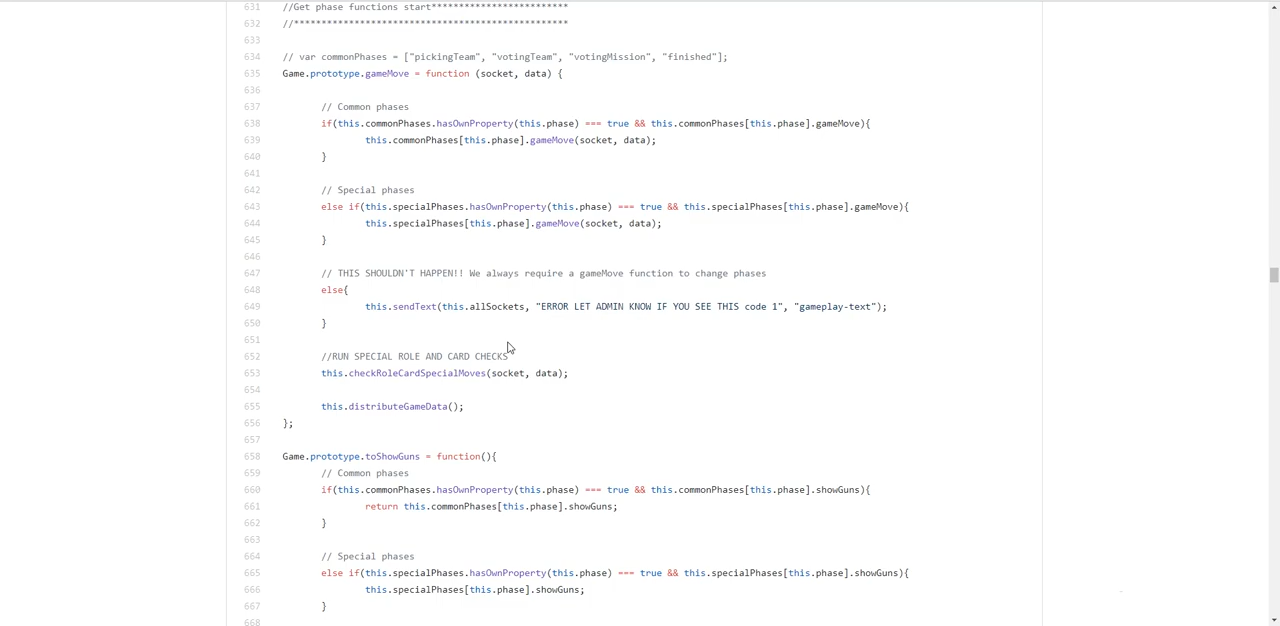 631 //Get phase functions start*************************
632 //**************************************************
633
634 // var commonPhases = ["pickingTeam", "votingTeam", "votingMission", "finished"];
635 Game.prototype.gameMove = function (socket, data) {
636
637 // Common phases
638 if(this.commonPhases.hasOwnProperty(this.phase) === true && this.commonPhases[this.phase].gameMove){
639 this.commonPhases[this.phase].gameMove(socket, data);
640 }
641
642 // Special phases
643 else if(this.specialPhases.hasOwnProperty(this.phase) === true && this.specialPhases[this.phase].gameMove){
644 this.specialPhases[this.phase].gameMove(socket, data);
645 }
646
647 // THIS SHOULDN'T HAPPEN!! We always require a gameMove function to change phases
648 else{
649 this.sendText(this.allSockets, "ERROR LET ADMIN KNOW IF YOU SEE THIS code 1", "gameplay-text");
650 }
651
652 //RUN SPECIAL ROLE AND CARD CHECKS
653 this.checkRoleCardSpecialMoves(socket, data);
654
655 this.distributeGameData();
656 };
657
658 Game.prototype.toShowGuns = function(){
659 // Common phases
660 if(this.commonPhases.hasOwnProperty(this.phase) === true && this.commonPhases[this.phase].showGuns){
661 return this.commonPhases[this.phase].showGuns;
662 }
663
664 // Special phases
665 else if(this.specialPhases.hasOwnProperty(this.phase) === true && this.specialPhases[this.phase].showGuns){
666 this.specialPhases[this.phase].showGuns;
667 }
668